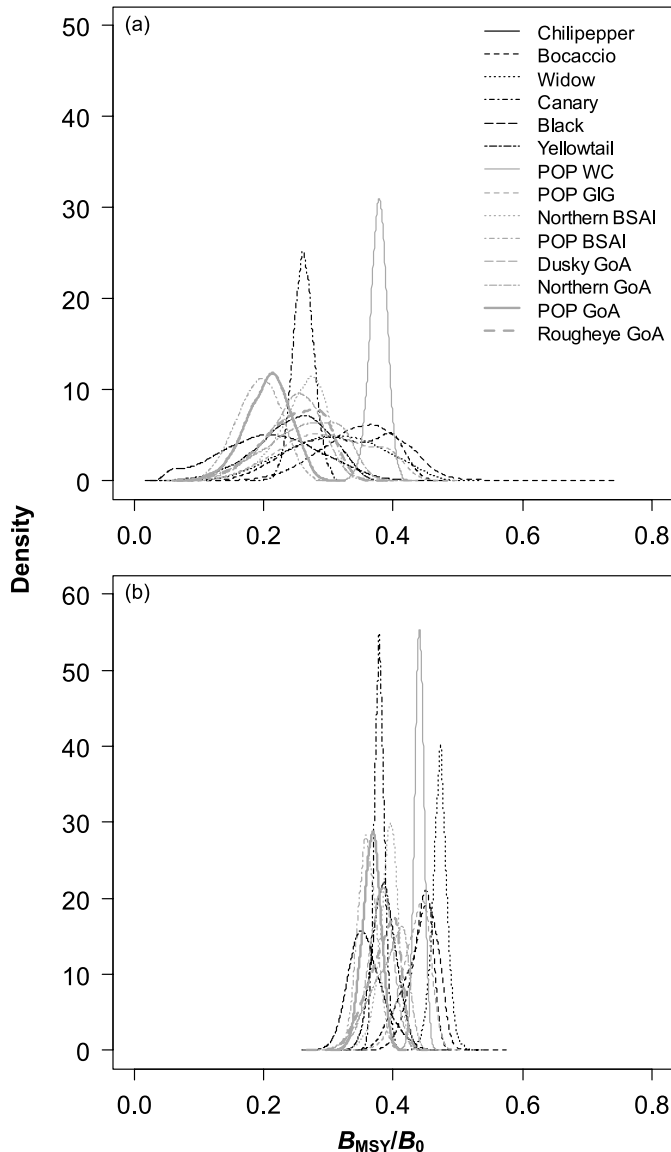 (a)
50
40
30
20
10
0
Chilipepper
Bocaccio
Widow
Canary
Black
Yellowtail
POP WC
POP GIG
Northern BSAI
POP BSAI
Dusky GoA
Northern GoA
POP GoA
Rougheye GoA
0.0 0.2 0.4 0.6 0.8
Density
(b)
60
50
40
30
20
10
0
0.0 0.2 0.4 0.6 0.8
BMSY/B0